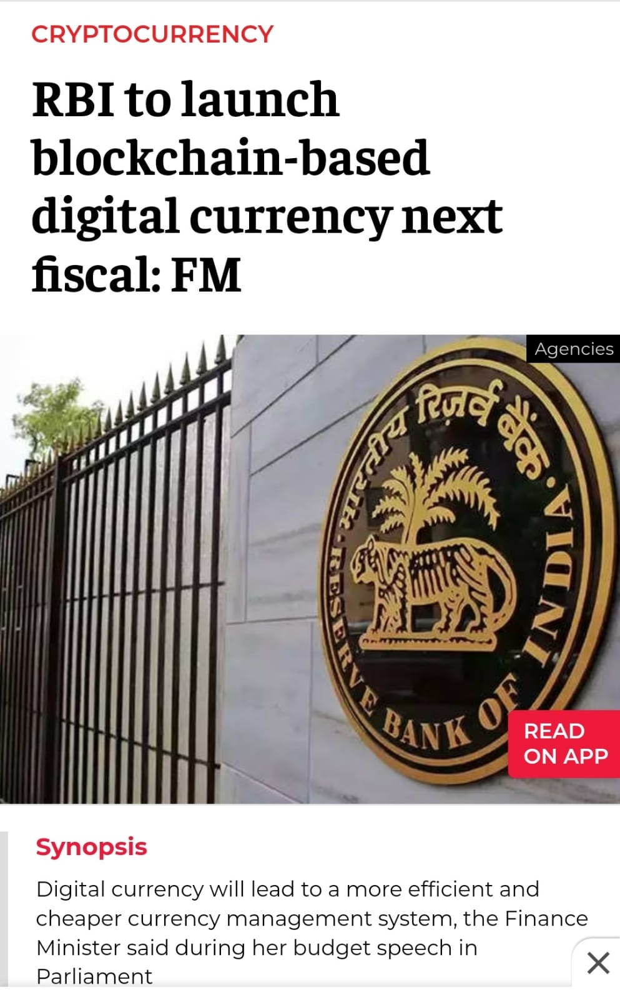 CRYPTOCURRENCY
RBI to launch
blockchain-based
digital currency next
fiscal: FM
Agencies
भारतीय रिज़र्व बैंक
RESERVE BANK OF INDIA
READ
ON APP
Synopsis
Digital currency will lead to a more efficient and
cheaper currency management system, the Finance
Minister said during her budget speech in
Parliament